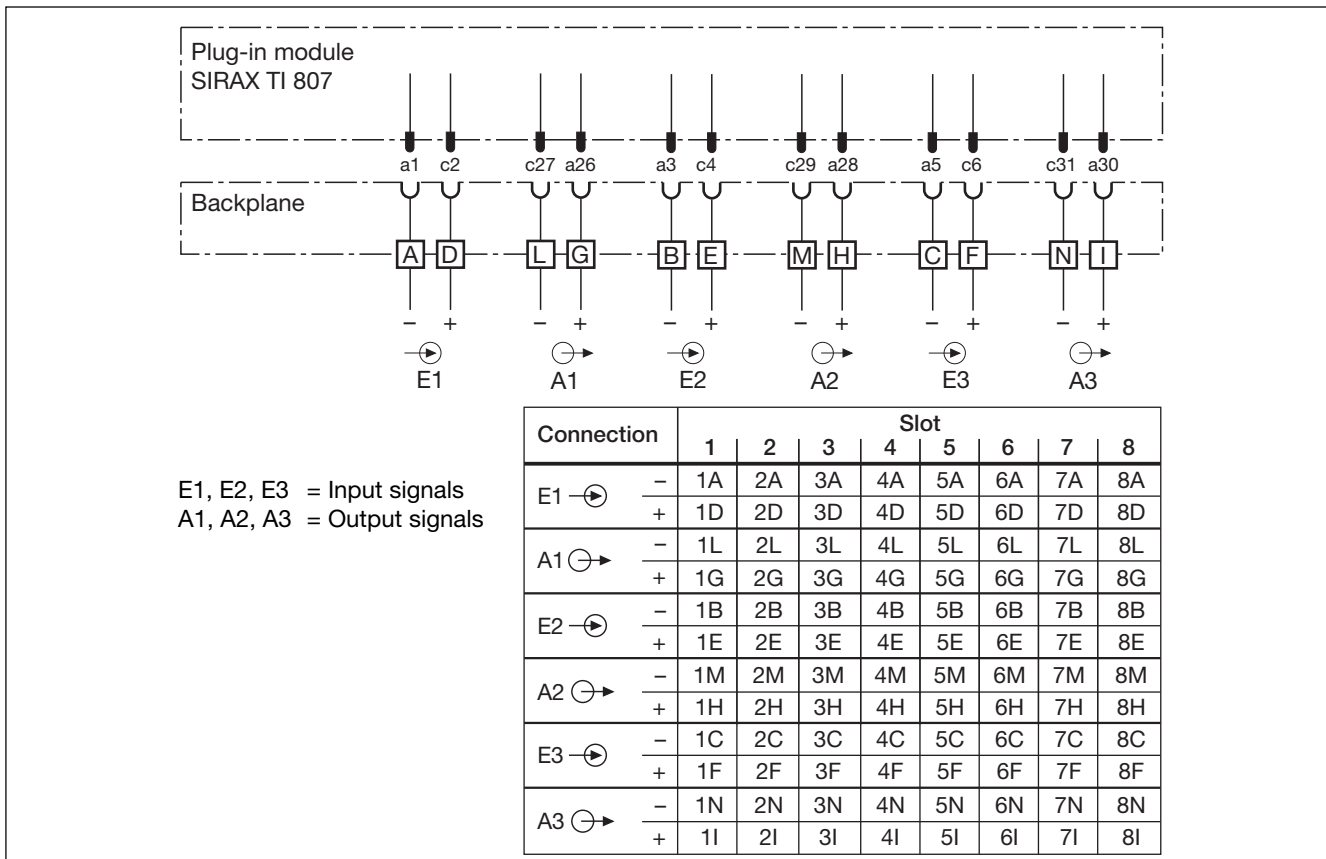 Plug-in module
SIRAX TI 807
a1 c2 c27 a26 a3 c4 c29 a28 a5 c6 c31 a30
Backplane
A D L G B E M H C F N I
– + – + – + – + – + – +
E1 A1 E2 A2 E3 A3
E1, E2, E3 = Input signals
A1, A2, A3 = Output signals
Connection Slot
1 2 3 4 5 6 7 8
E1 – 1A 2A 3A 4A 5A 6A 7A 8A
+ 1D 2D 3D 4D 5D 6D 7D 8D
A1 – 1L 2L 3L 4L 5L 6L 7L 8L
+ 1G 2G 3G 4G 5G 6G 7G 8G
E2 – 1B 2B 3B 4B 5B 6B 7B 8B
+ 1E 2E 3E 4E 5E 6E 7E 8E
A2 – 1M 2M 3M 4M 5M 6M 7M 8M
+ 1H 2H 3H 4H 5H 6H 7H 8H
E3 – 1C 2C 3C 4C 5C 6C 7C 8C
+ 1F 2F 3F 4F 5F 6F 7F 8F
A3 – 1N 2N 3N 4N 5N 6N 7N 8N
+ 1I 2I 3I 4I 5I 6I 7I 8I